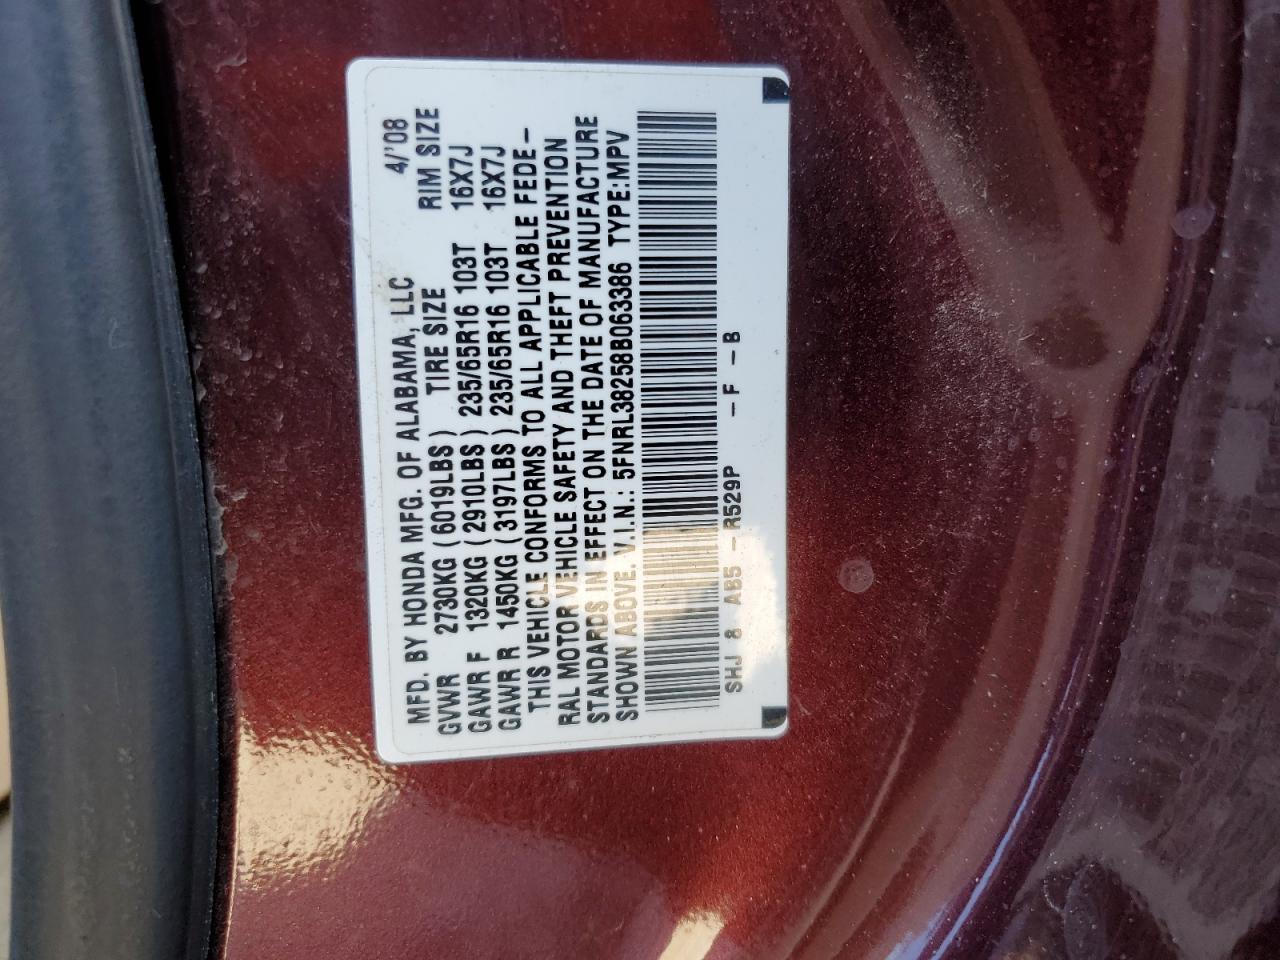 MFD. BY HONDA MFG. OF ALABAMA, LLC 4/'08
GVWR 2730KG (6019LBS) TIRE SIZE RIM SIZE
GAWR F 1320KG (2910LBS) 235/65R16 103T 16X7J
GAWR R 1450KG (3197LBS) 235/65R16 103T 16X7J
THIS VEHICLE CONFORMS TO ALL APPLICABLE FEDE-
RAL MOTOR VEHICLE SAFETY AND THEFT PREVENTION
STANDARDS IN EFFECT ON THE DATE OF MANUFACTURE
SHOWN ABOVE. V.I.N.: 5FNRL38258B063386 TYPE:MPV
SHJ 8 AB5 - R529P - F - B